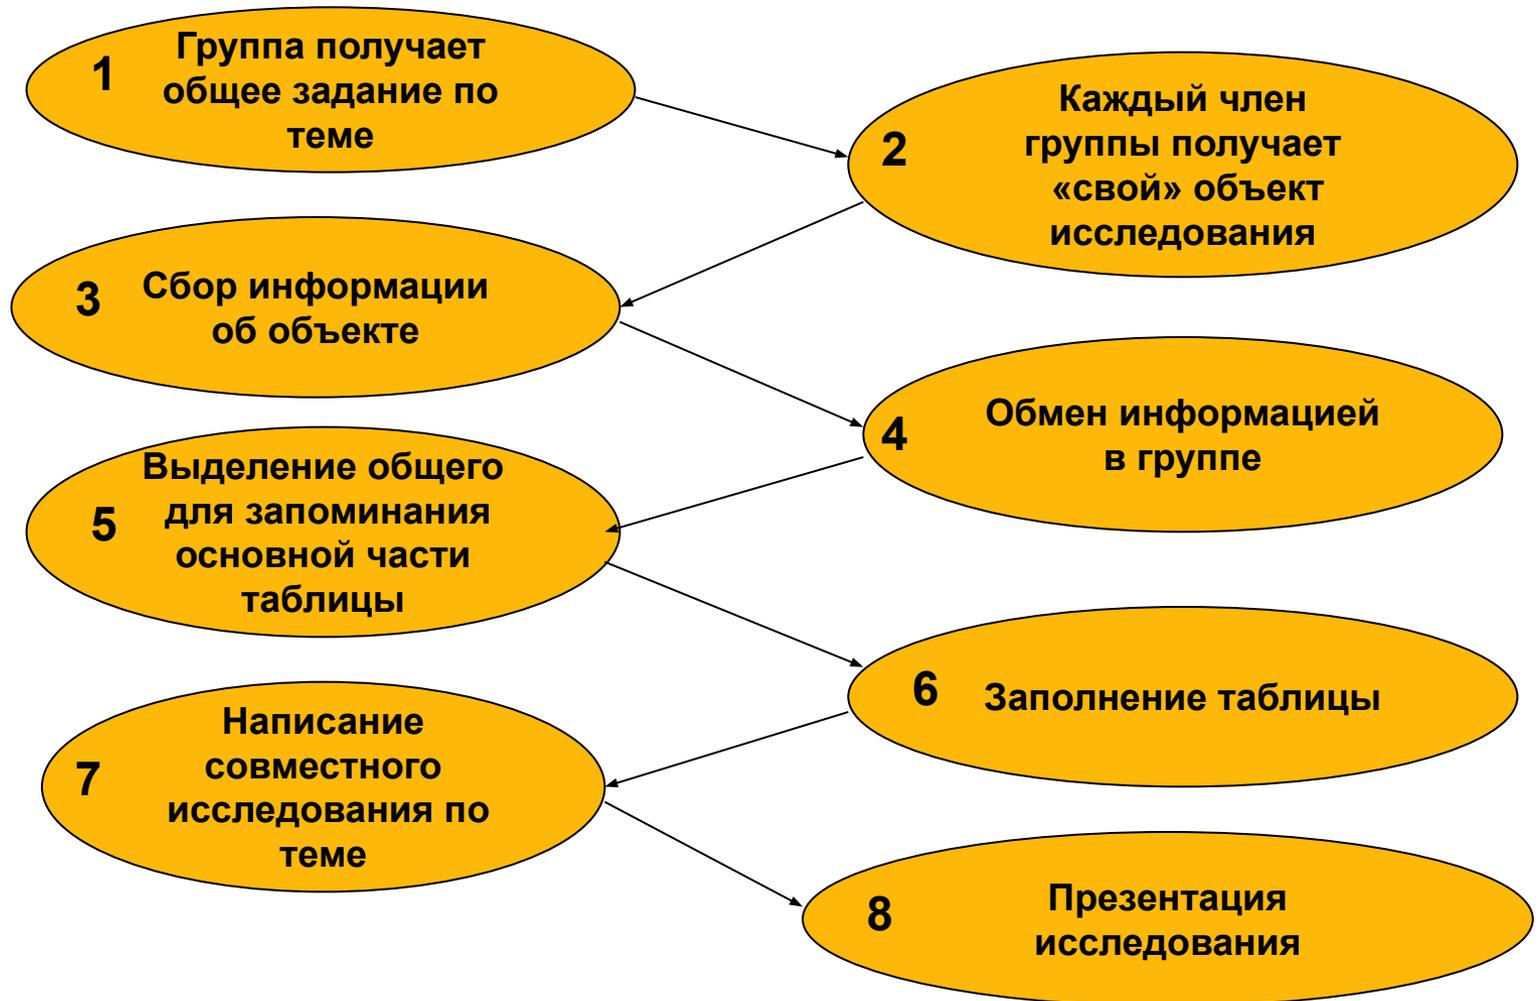 1
Группа получает
общее задание по
теме
2
Каждый член
группы получает
«свой» объект
исследования
3
Сбор информации
об объекте
4
Обмен информацией
в группе
5
Выделение общего
для запоминания
основной части
таблицы
6
Заполнение таблицы
7
Написание
совместного
исследования по
теме
8
Презентация
исследования